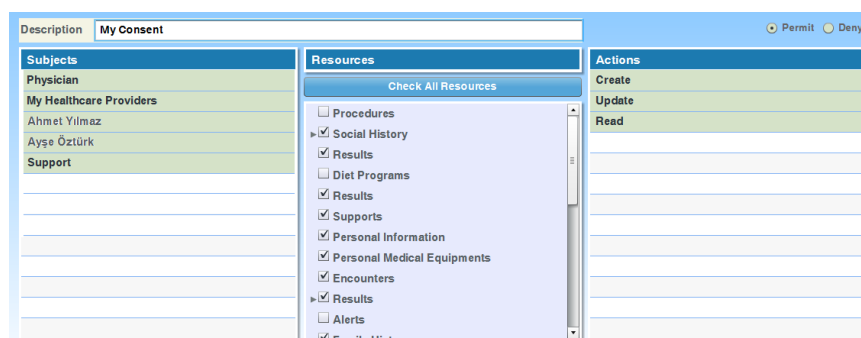 Description My Consent Permit Deny
Subjects
Physician
My Healthcare Providers
Ahmet Yılmaz
Ayşe Öztürk
Support
Resources
Check All Resources
Procedures
Social History
Results
Diet Programs
Results
Supports
Personal Information
Personal Medical Equipments
Encounters
Results
Alerts
Actions
Create
Update
Read